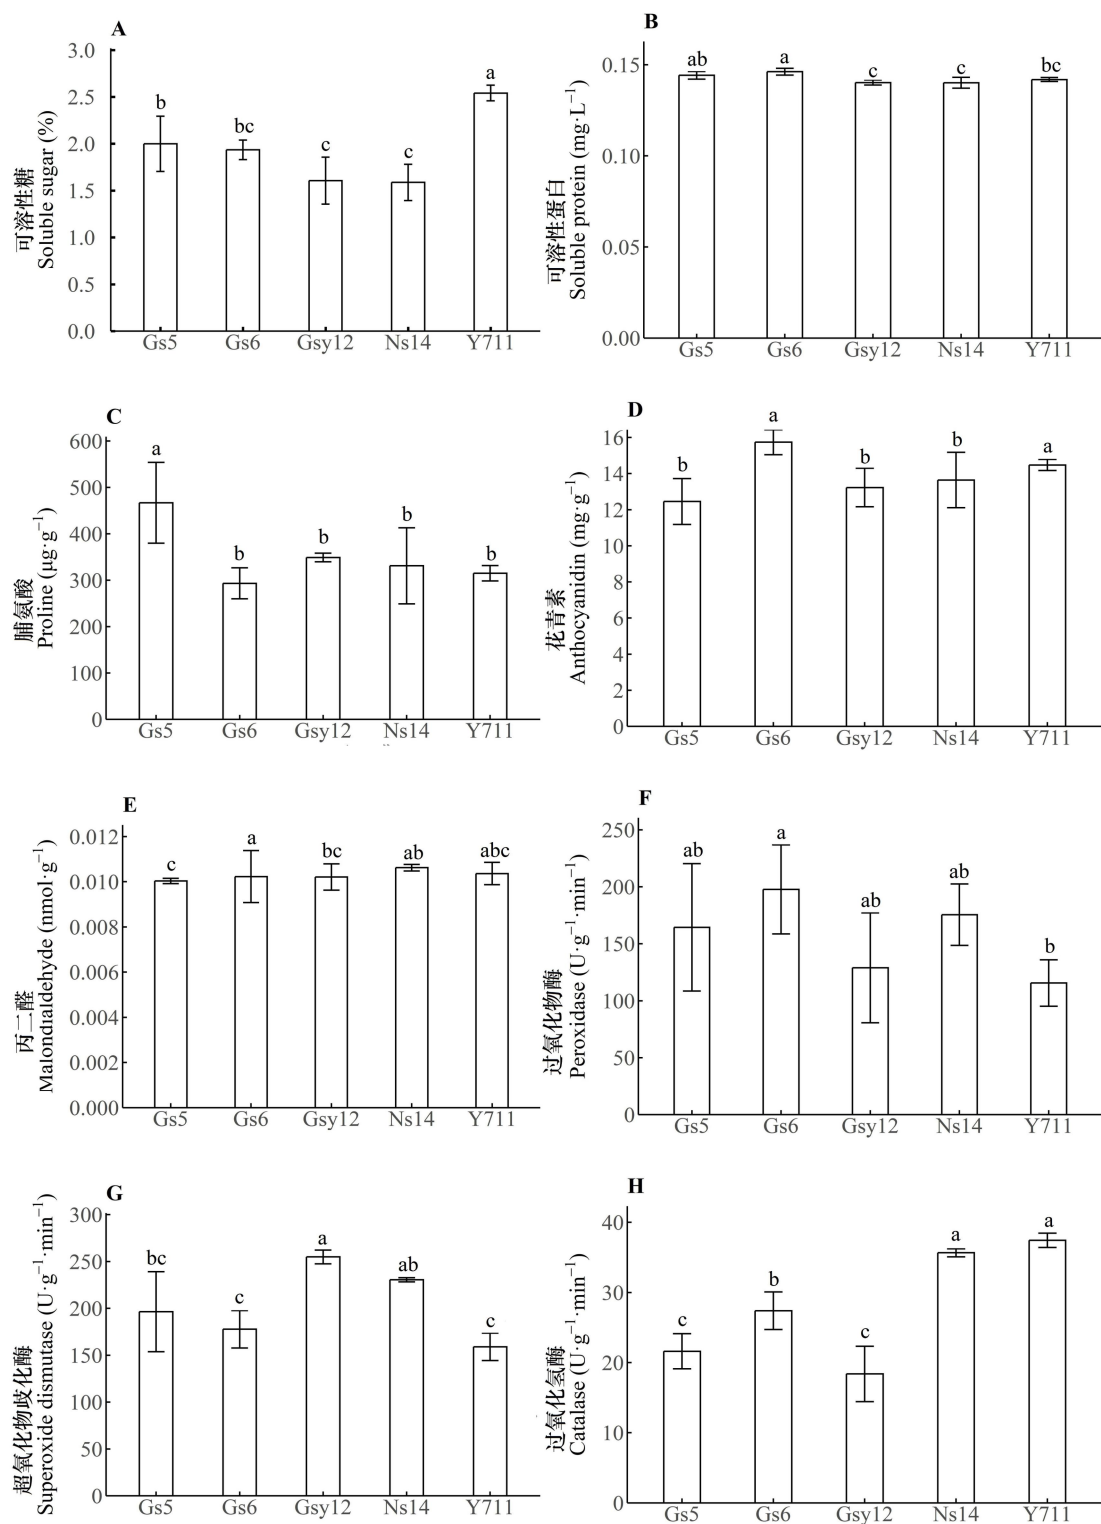 A
3.0
2.5
2.0
1.5
1.0
0.5
0.0
可溶性糖
Soluble sugar (%)
b
bc
c
c
a
Gs5 Gs6 Gsy12 Ns14 Y711
B
0.15
0.10
0.05
0.00
可溶性蛋白
Soluble protein (mg·L⁻¹)
ab
a
c
c
bc
Gs5 Gs6 Gsy12 Ns14 Y711
C
600
500
400
300
200
100
0
脯氨酸
Proline (μg·g⁻¹)
a
b
b
b
b
Gs5 Gs6 Gsy12 Ns14 Y711
D
16
14
12
10
8
6
4
2
0
花青素
Anthocyanidin (mg·g⁻¹)
b
a
b
b
a
Gs5 Gs6 Gsy12 Ns14 Y711
E
0.012
0.010
0.008
0.006
0.004
0.002
0.000
丙二醛
Malondialdehyde (nmol·g⁻¹)
c
a
bc
ab
abc
Gs5 Gs6 Gsy12 Ns14 Y711
F
250
200
150
100
50
0
过氧化物酶
Peroxidase (U·g⁻¹·min⁻¹)
ab
a
ab
ab
b
Gs5 Gs6 Gsy12 Ns14 Y711
G
300
250
200
150
100
50
0
超氧化物歧化酶
Superoxide dismutase (U·g⁻¹·min⁻¹)
bc
c
a
ab
c
Gs5 Gs6 Gsy12 Ns14 Y711
H
40
30
20
10
0
过氧化氢酶
Catalase (U·g⁻¹·min⁻¹)
c
b
c
a
a
Gs5 Gs6 Gsy12 Ns14 Y711